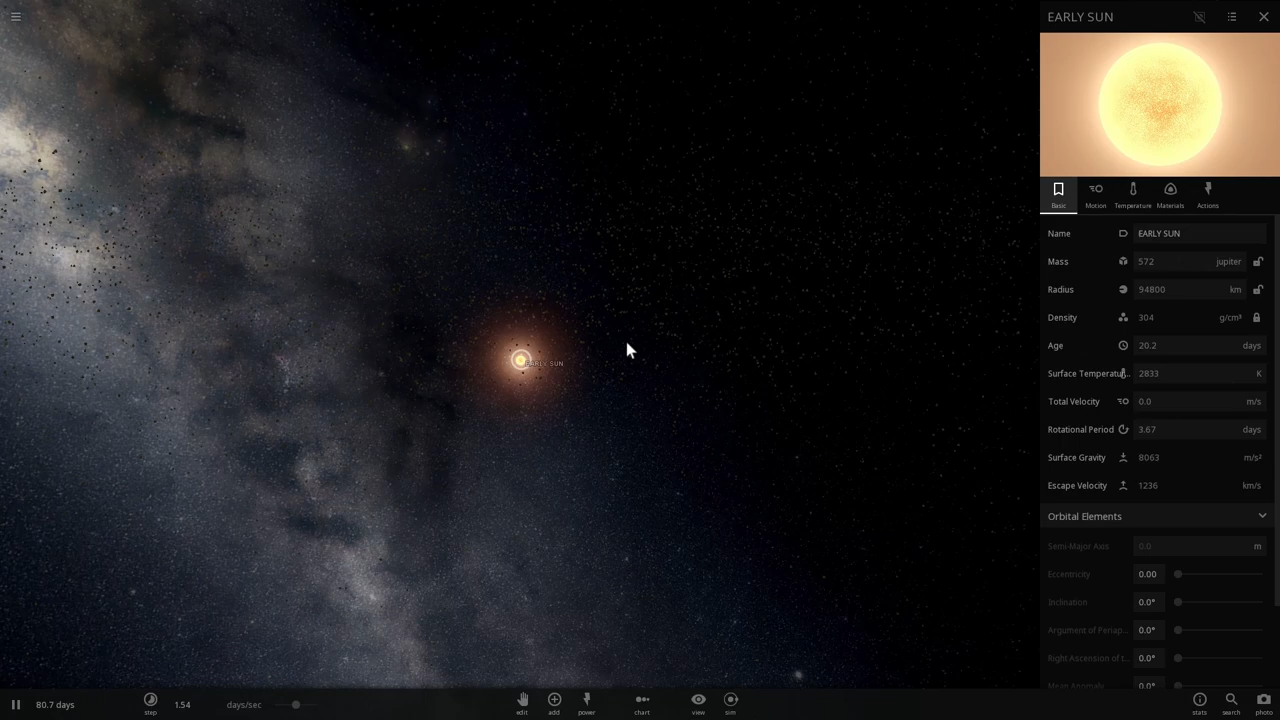 EARLY SUN
EARLY SUN
Basic
Motion
Temperature
Materials
Actions
Name EARLY SUN
Mass 572 jupiter
Radius 94800 km
Density 304 g/cm³
Age 20.2 days
Surface Temperatu... 2833 K
Total Velocity 0.0 m/s
Rotational Period 3.67 days
Surface Gravity 8063 m/s²
Escape Velocity 1236 km/s
Orbital Elements
Semi-Major Axis 0.0 m
Eccentricity 0.00
Inclination 0.0°
Argument of Periap... 0.0°
Right Ascension of t... 0.0°
Mean Anomaly 0.0°
80.7 days
step
1.54 days/sec
edit
add
power
chart
view
sim
stats
search
photo